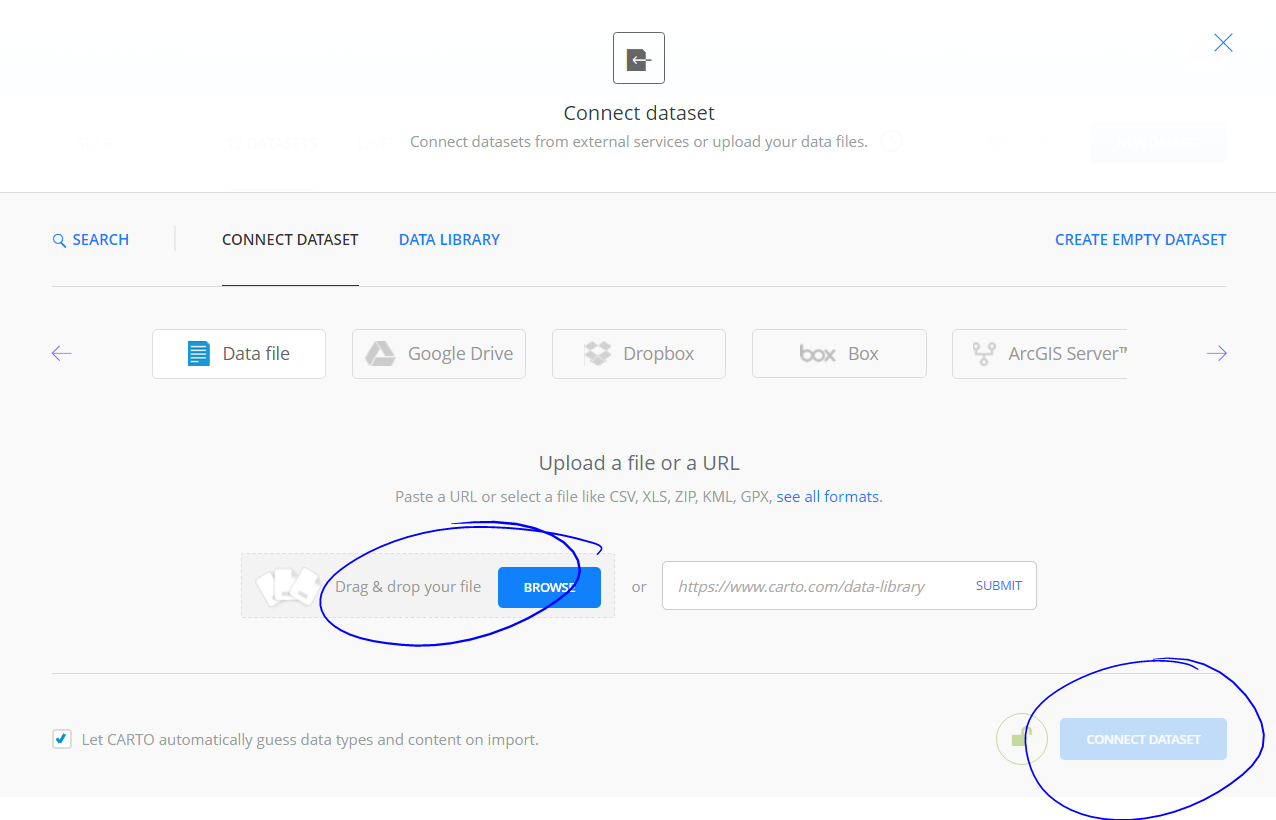 Connect dataset
Connect datasets from external services or upload your data files.
SEARCH CONNECT DATASET DATA LIBRARY CREATE EMPTY DATASET
Data file Google Drive Dropbox box Box ArcGIS Server™
Upload a file or a URL
Paste a URL or select a file like CSV, XLS, ZIP, KML, GPX, see all formats.
Drag & drop your file BROWSE or https://www.carto.com/data-library SUBMIT
Let CARTO automatically guess data types and content on import. CONNECT DATASET